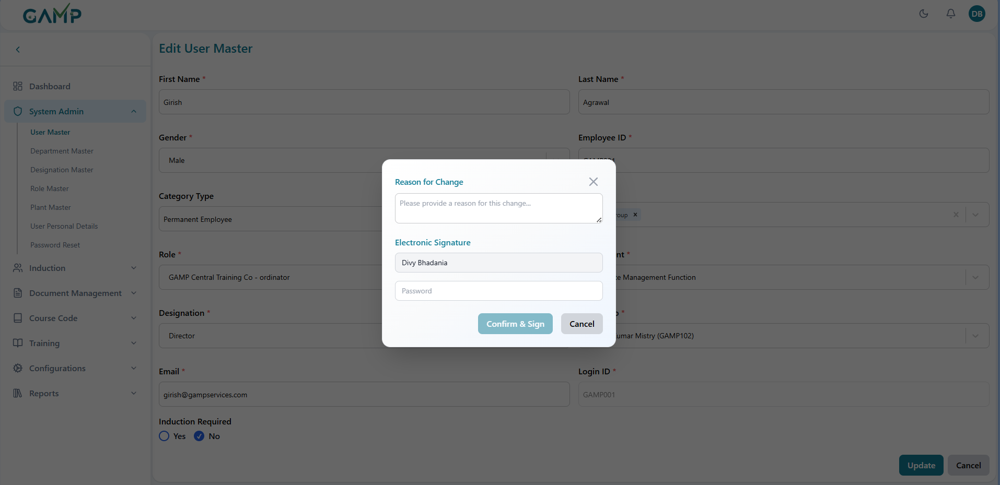 GAMP
DB
Edit User Master
Dashboard
System Admin
User Master
Department Master
Designation Master
Role Master
Plant Master
User Personal Details
Password Reset
Induction
Document Management
Course Code
Training
Configurations
Reports
First Name *
Girish
Last Name *
Agrawal
Gender *
Male
Employee ID *
Category Type
Permanent Employee
Role *
GAMP Central Training Co - ordinator
*
Management Function
Designation *
Director
*
Mistry (GAMP102)
Email *
girish@gampservices.com
Login ID *
GAMP001
Induction Required
Yes No
Update Cancel
Reason for Change
Please provide a reason for this change...
Electronic Signature
Divy Bhadania
Password
Confirm & Sign Cancel